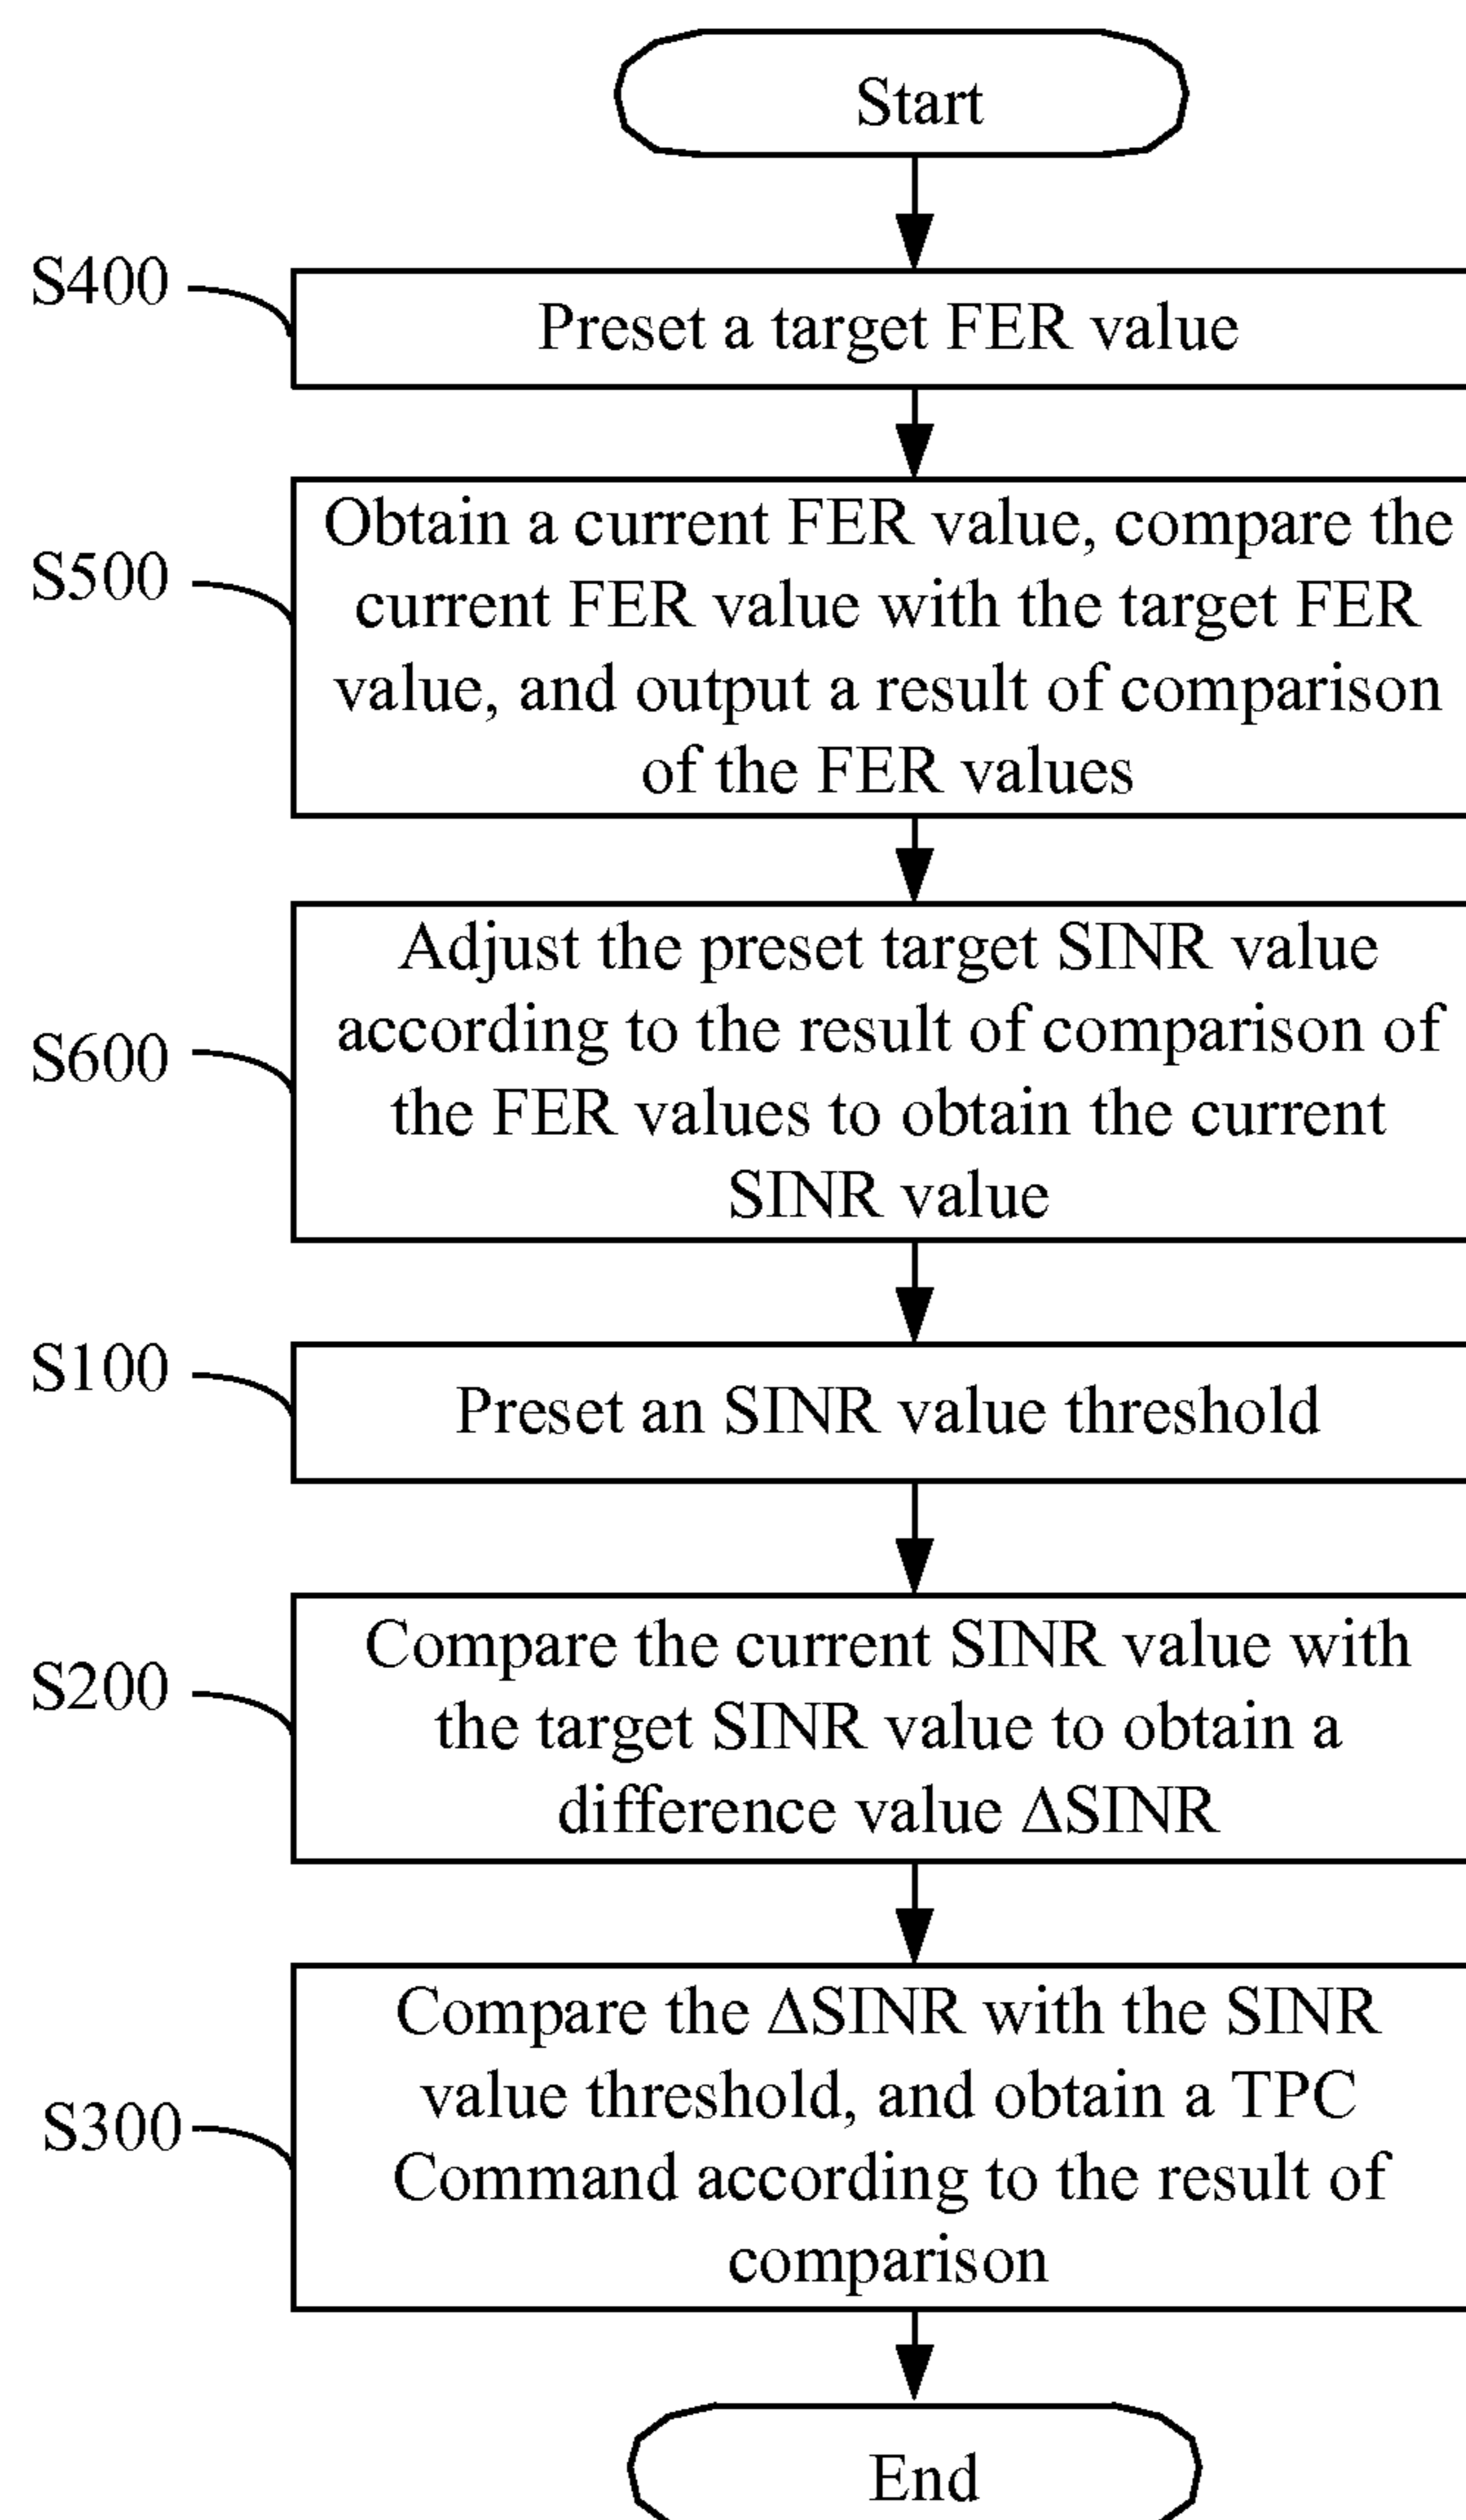 Start
S400
Preset a target FER value
S500
Obtain a current FER value, compare the
current FER value with the target FER
value, and output a result of comparison
of the FER values
S600
Adjust the preset target SINR value
according to the result of comparison of
the FER values to obtain the current
SINR value
S100
Preset an SINR value threshold
S200
Compare the current SINR value with
the target SINR value to obtain a
difference value ΔSINR
S300
Compare the ΔSINR with the SINR
value threshold, and obtain a TPC
Command according to the result of
comparison
End